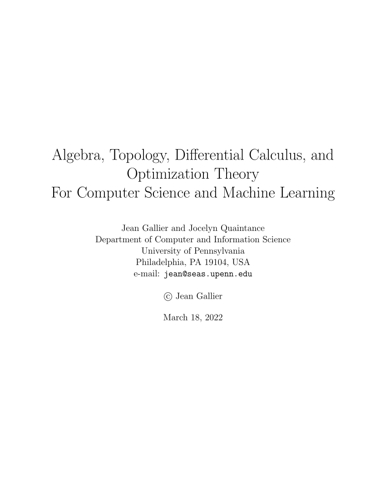 Algebra, Topology, Differential Calculus, and
Optimization Theory
For Computer Science and Machine Learning
Jean Gallier and Jocelyn Quaintance
Department of Computer and Information Science
University of Pennsylvania
Philadelphia, PA 19104, USA
e-mail: jean@seas.upenn.edu
© Jean Gallier
March 18, 2022